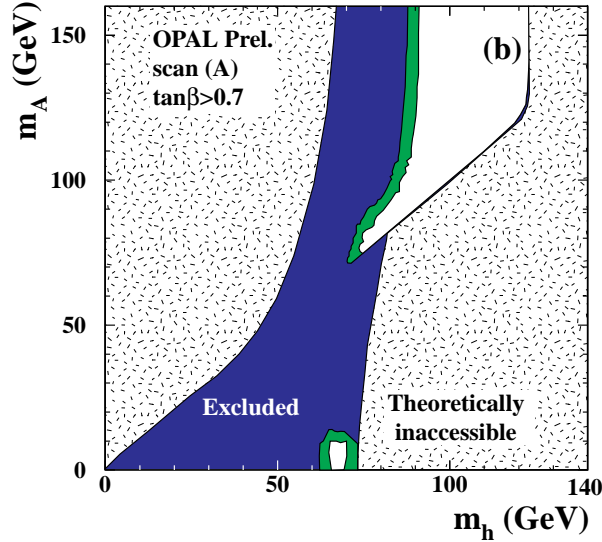 m_A (GeV)
150
100
50
0
OPAL Prel.
scan (A)
tanβ>0.7
(b)
Excluded
Theoretically
inaccessible
0
50
100
140
m_h (GeV)